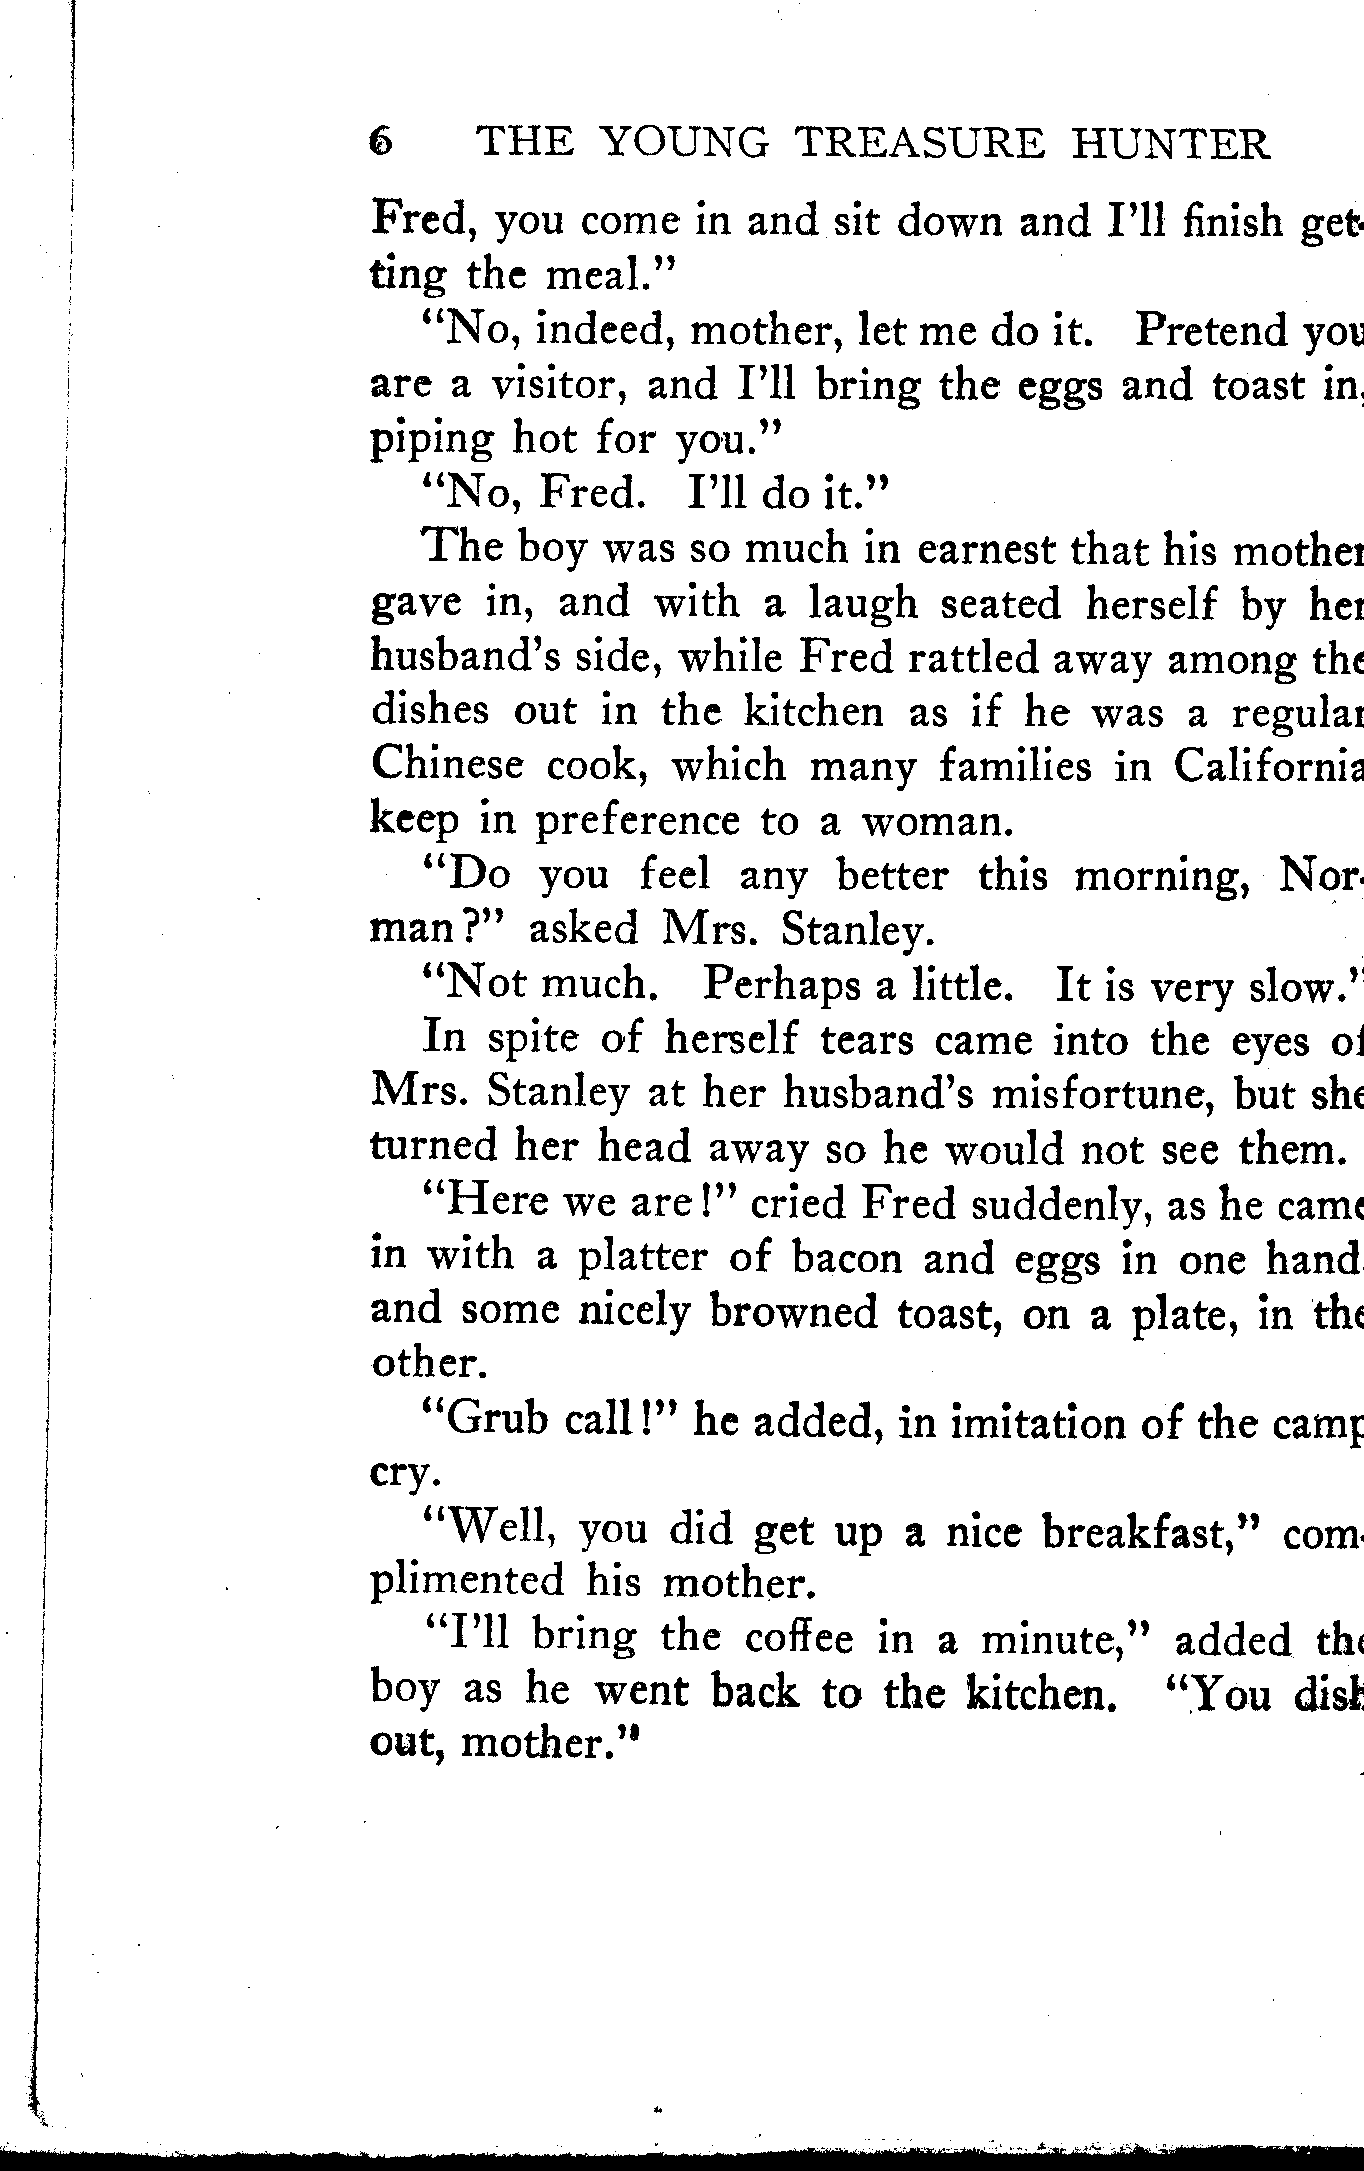 6 THE YOUNG TREASURE HUNTER
Fred, you come in and sit down and I'll finish get-
ting the meal."
"No, indeed, mother, let me do it. Pretend you
are a visitor, and I'll bring the eggs and toast in,
piping hot for you."
"No, Fred. I'll do it."
The boy was so much in earnest that his mother
gave in, and with a laugh seated herself by her
husband's side, while Fred rattled away among the
dishes out in the kitchen as if he was a regular
Chinese cook, which many families in California
keep in preference to a woman.
"Do you feel any better this morning, Nor-
man?" asked Mrs. Stanley.
"Not much. Perhaps a little. It is very slow."
In spite of herself tears came into the eyes of
Mrs. Stanley at her husband's misfortune, but she
turned her head away so he would not see them.
"Here we are!" cried Fred suddenly, as he came
in with a platter of bacon and eggs in one hand,
and some nicely browned toast, on a plate, in the
other.
"Grub call!" he added, in imitation of the camp
cry.
"Well, you did get up a nice breakfast," com-
plimented his mother.
"I'll bring the coffee in a minute," added the
boy as he went back to the kitchen. "You dish
out, mother."